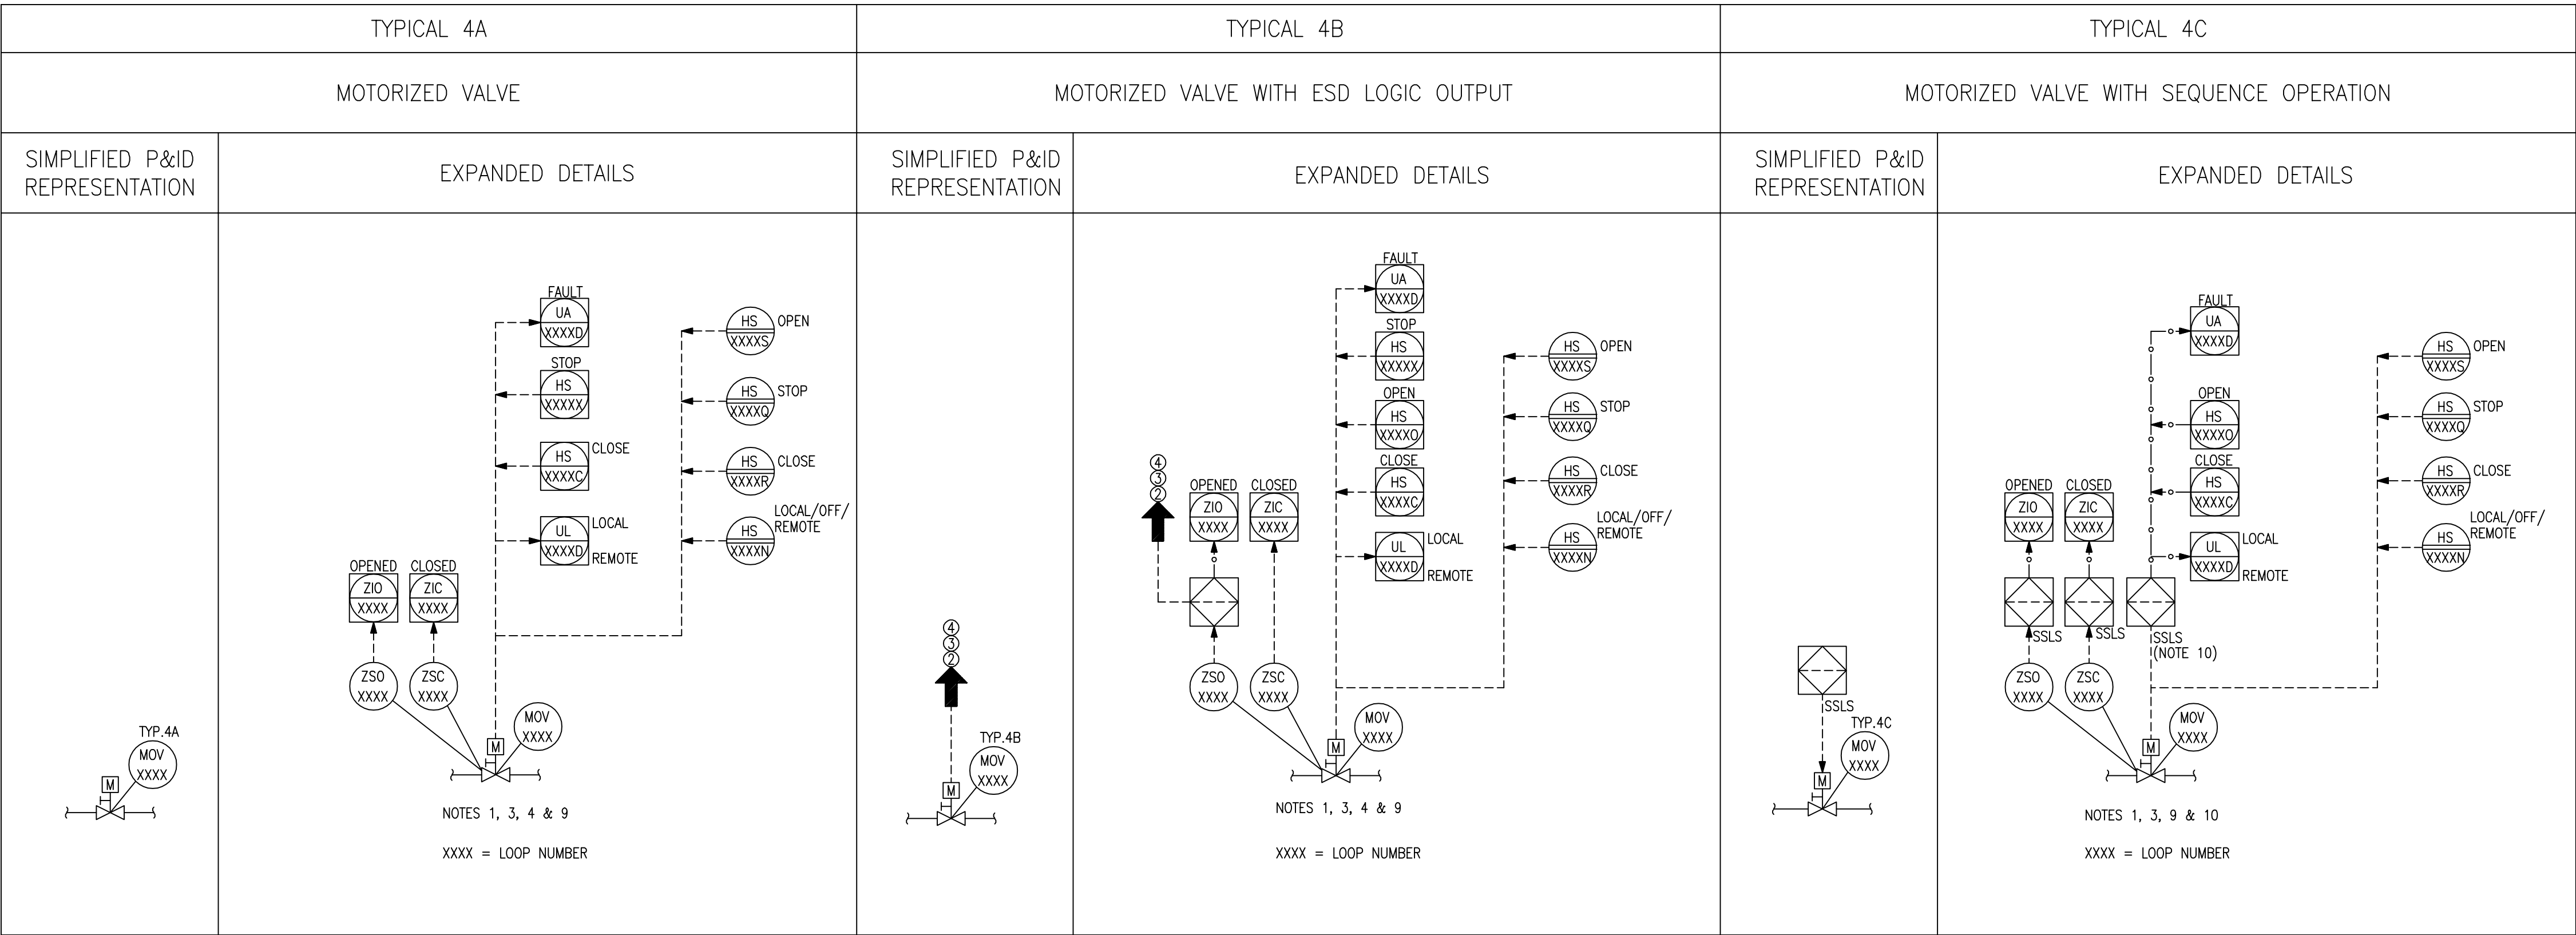 TYPICAL 4A
TYPICAL 4B
TYPICAL 4C
MOTORIZED VALVE
MOTORIZED VALVE WITH ESD LOGIC OUTPUT
MOTORIZED VALVE WITH SEQUENCE OPERATION
SIMPLIFIED P&ID
REPRESENTATION
EXPANDED DETAILS
SIMPLIFIED P&ID
REPRESENTATION
EXPANDED DETAILS
SIMPLIFIED P&ID
REPRESENTATION
EXPANDED DETAILS
TYP.4A
MOV
XXXX
M
FAULT
UA
XXXXD
STOP
HS
XXXXX
HS
XXXXC
CLOSE
UL
XXXXD
LOCAL
REMOTE
HS
XXXXS
OPEN
HS
XXXXQ
STOP
HS
XXXXR
CLOSE
HS
XXXXN
LOCAL/OFF/
REMOTE
OPENED
ZIO
XXXX
CLOSED
ZIC
XXXX
ZSO
XXXX
ZSC
XXXX
MOV
XXXX
M
NOTES 1, 3, 4 & 9
XXXX = LOOP NUMBER
4
3
2
TYP.4B
MOV
XXXX
M
FAULT
UA
XXXXD
STOP
HS
XXXXX
OPEN
HS
XXXXO
CLOSE
HS
XXXXC
UL
XXXXD
LOCAL
REMOTE
HS
XXXXS
OPEN
HS
XXXXQ
STOP
HS
XXXXR
CLOSE
HS
XXXXN
LOCAL/OFF/
REMOTE
4
3
2
OPENED
ZIO
XXXX
CLOSED
ZIC
XXXX
ZSO
XXXX
ZSC
XXXX
MOV
XXXX
M
NOTES 1, 3, 4 & 9
XXXX = LOOP NUMBER
SSLS
TYP.4C
MOV
XXXX
M
FAULT
UA
XXXXD
OPEN
HS
XXXXO
CLOSE
HS
XXXXC
UL
XXXXD
LOCAL
REMOTE
HS
XXXXS
OPEN
HS
XXXXQ
STOP
HS
XXXXR
CLOSE
HS
XXXXN
LOCAL/OFF/
REMOTE
OPENED
ZIO
XXXX
CLOSED
ZIC
XXXX
SSLS
SSLS
SSLS
(NOTE 10)
ZSO
XXXX
ZSC
XXXX
MOV
XXXX
M
NOTES 1, 3, 9 & 10
XXXX = LOOP NUMBER